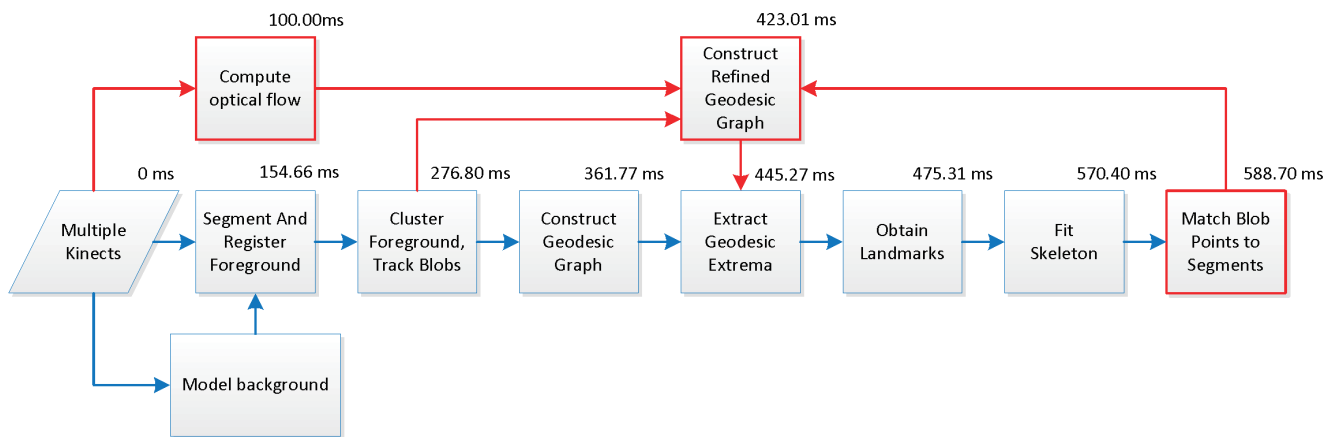 100.00ms
423.01 ms
Compute
optical flow
Construct
Refined
Geodesic
Graph
0 ms
154.66 ms
276.80 ms
361.77 ms
445.27 ms
475.31 ms
570.40 ms
588.70 ms
Multiple
Kinects
Segment And
Register
Foreground
Cluster
Foreground,
Track Blobs
Construct
Geodesic
Graph
Extract
Geodesic
Extrema
Obtain
Landmarks
Fit
Skeleton
Match Blob
Points to
Segments
Model background